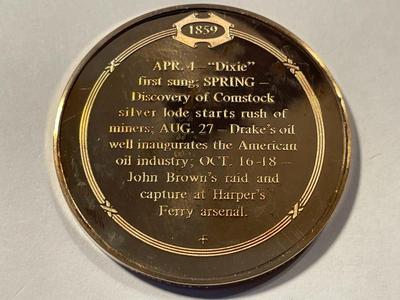 1859
APR. 4—“Dixie”
first sung; SPRING —
Discovery of Comstock
silver lode starts rush of
miners; AUG. 27 – Drake's oil
well inaugurates the American
oil industry; OCT. 16-18 —
John Brown's raid and
capture at Harper's
Ferry arsenal.